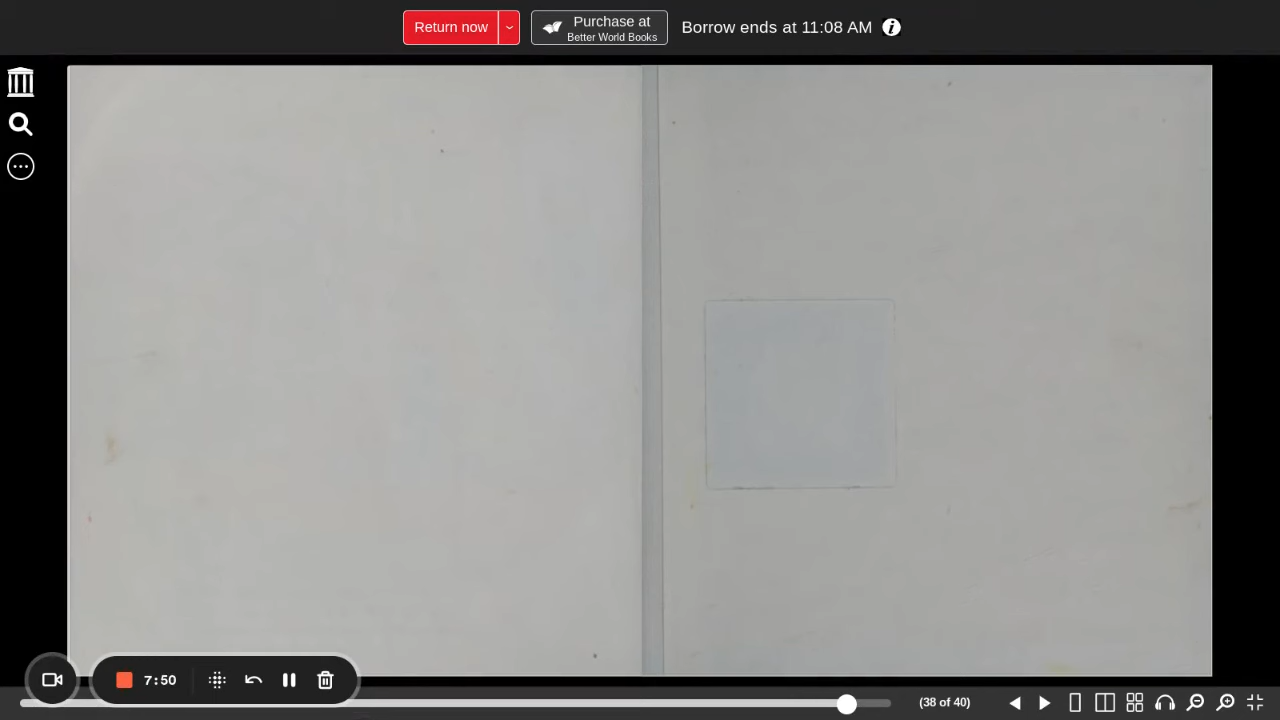 Return now
Purchase at
Better World Books
Borrow ends at 11:08 AM
7:50
(38 of 40)